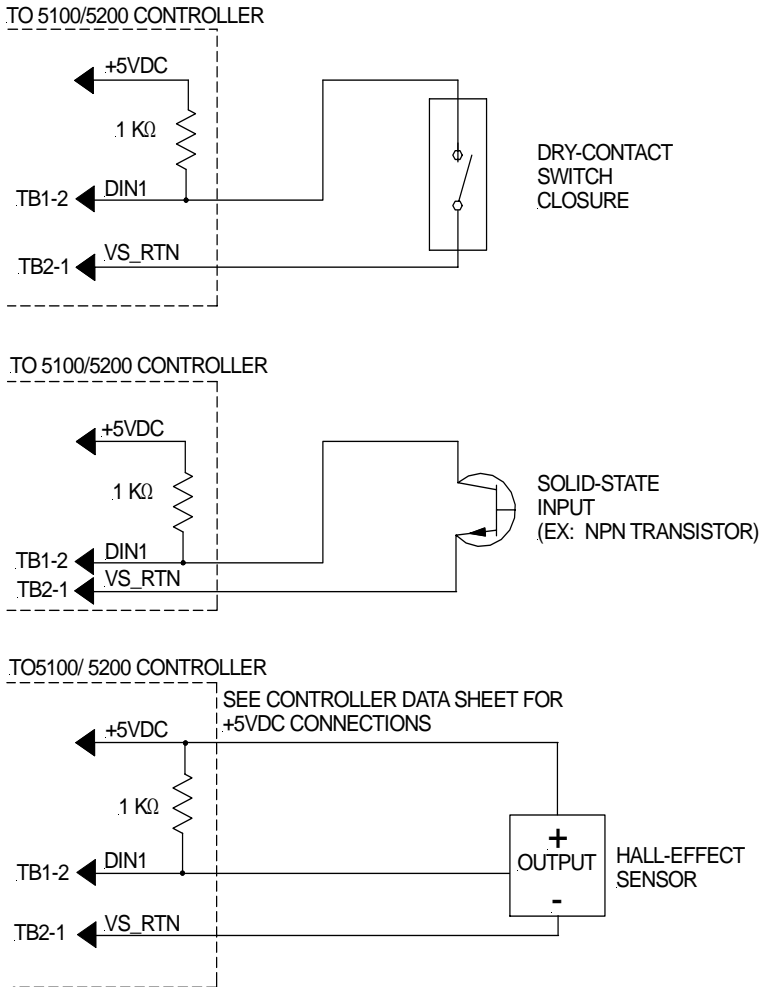 TO 5100/5200 CONTROLLER
+5VDC
1 KΩ
DRY-CONTACT
SWITCH
CLOSURE
TB1-2
DIN1
TB2-1
VS_RTN
TO 5100/5200 CONTROLLER
+5VDC
1 KΩ
SOLID-STATE
INPUT
(EX: NPN TRANSISTOR)
TB1-2
DIN1
TB2-1
VS_RTN
TO5100/ 5200 CONTROLLER
SEE CONTROLLER DATA SHEET FOR
+5VDC CONNECTIONS
+5VDC
1 KΩ
+
OUTPUT
-
HALL-EFFECT
SENSOR
TB1-2
DIN1
TB2-1
VS_RTN